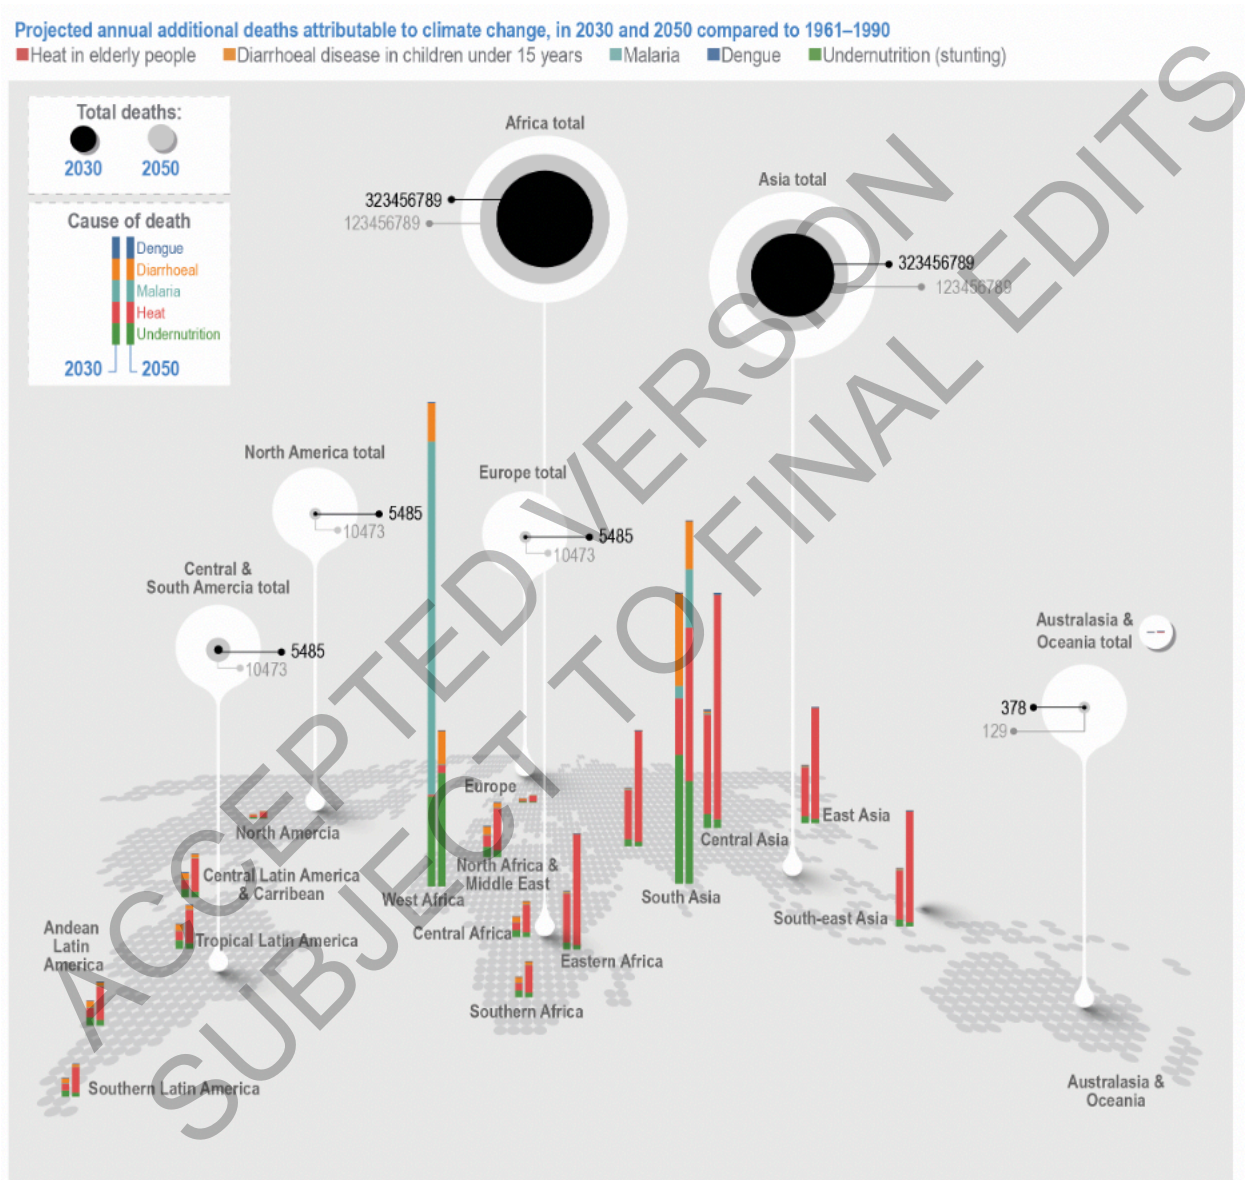 Projected annual additional deaths attributable to climate change, in 2030 and 2050 compared to 1961–1990
Heat in elderly people Diarrhoeal disease in children under 15 years Malaria Dengue Undernutrition (stunting)
Total deaths:
2030 2050
Cause of death
Dengue
Diarrhoeal
Malaria
Heat
Undernutrition
2030 2050
Africa total
323456789
123456789
Asia total
323456789
123456789
North America total
5485
10473
Europe total
5485
10473
Central &
South Amercia total
5485
10473
Australasia &
Oceania total
378
129
Europe
North Amercia
East Asia
Central Asia
North Africa &
Middle East
Central Latin America
& Carribean
West Africa
South Asia
South-east Asia
Central Africa
Andean
Latin
America
Tropical Latin America
Eastern Africa
Southern Africa
Southern Latin America
Australasia &
Oceania
ACCEPTED VERSION
SUBJECT TO FINAL EDITS